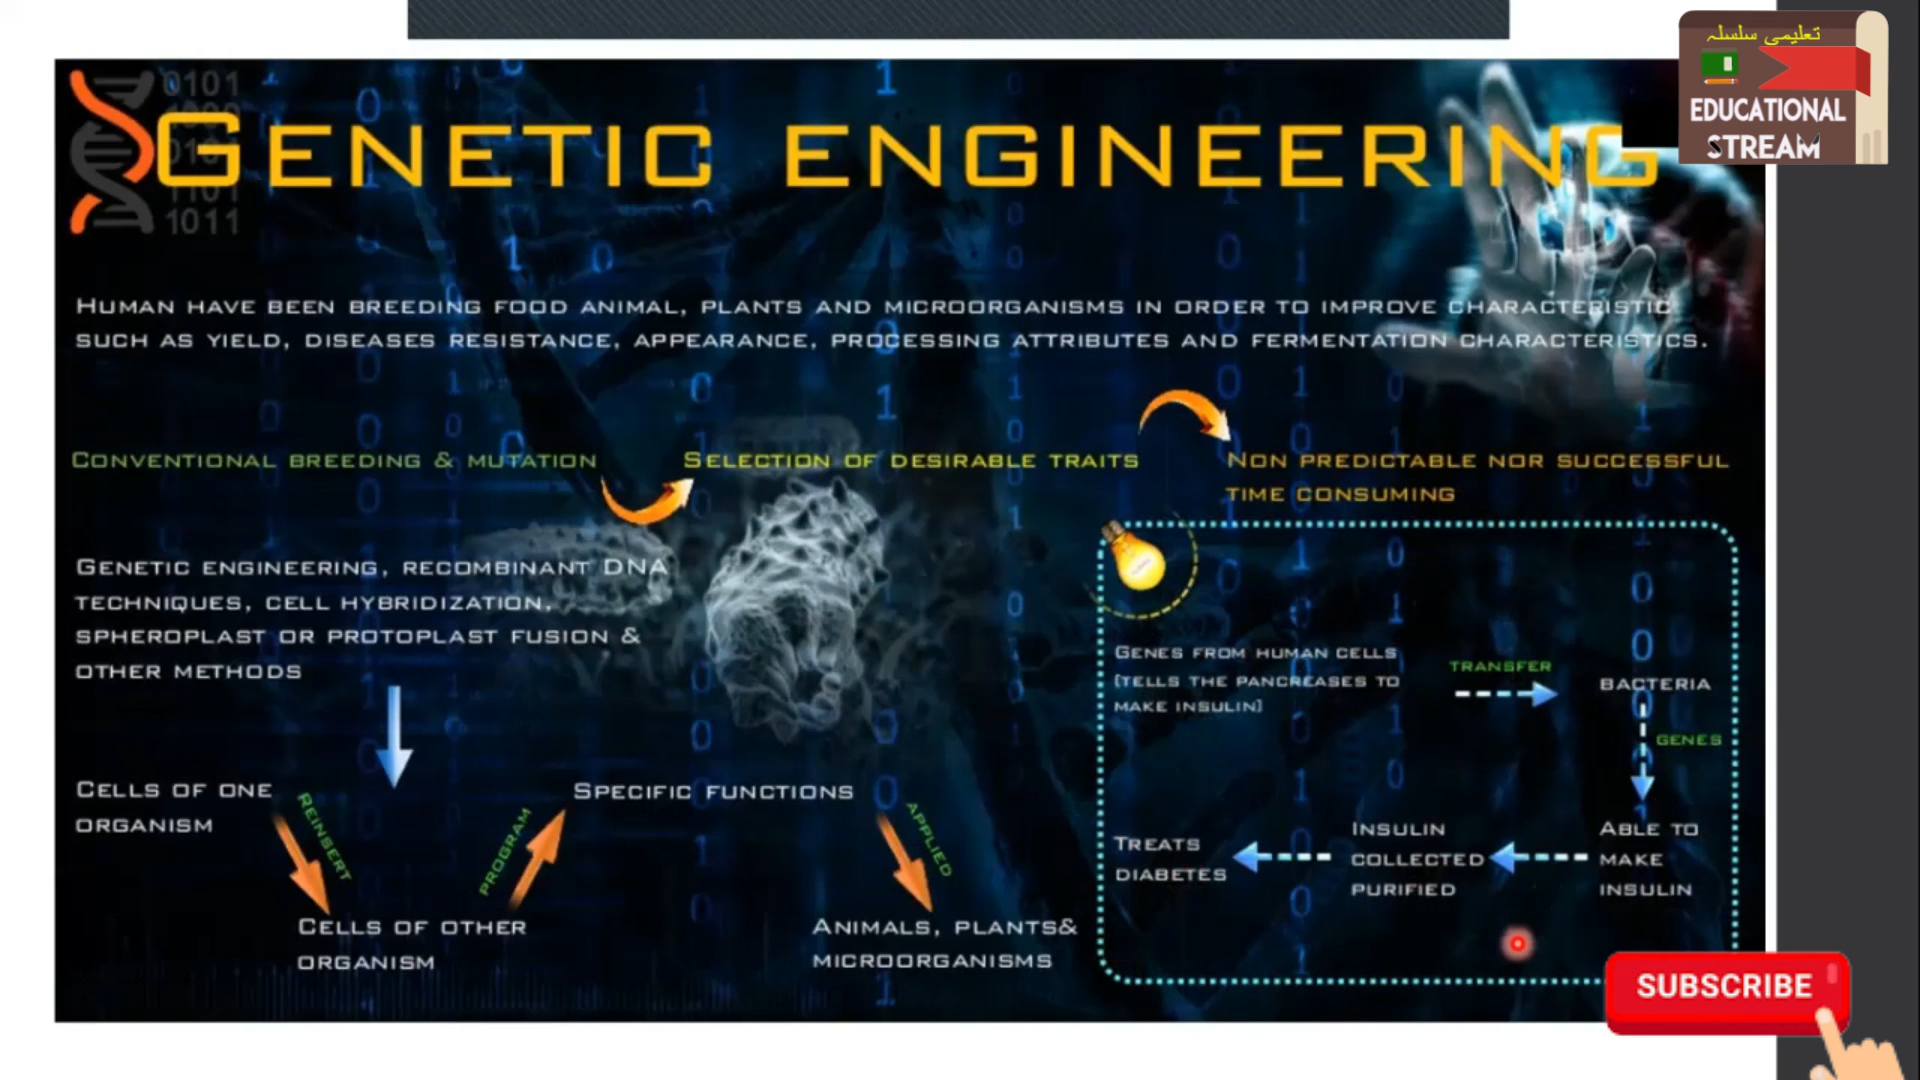 تعلیمی سلسلہ
EDUCATIONAL
STREAM
0101
1011
GENETIC ENGINEERING
HUMAN HAVE BEEN BREEDING FOOD ANIMAL, PLANTS AND MICROORGANISMS IN ORDER TO IMPROVE CHARACTERISTIC
SUCH AS YIELD, DISEASES RESISTANCE, APPEARANCE, PROCESSING ATTRIBUTES AND FERMENTATION CHARACTERISTICS.
CONVENTIONAL BREEDING & MUTATION
SELECTION OF DESIRABLE TRAITS
NON PREDICTABLE NOR SUCCESSFUL
TIME CONSUMING
GENETIC ENGINEERING, RECOMBINANT DNA
TECHNIQUES, CELL HYBRIDIZATION,
SPHEROPLAST OR PROTOPLAST FUSION &
OTHER METHODS
CELLS OF ONE
ORGANISM
REINSERT
CELLS OF OTHER
ORGANISM
PROGRAM
SPECIFIC FUNCTIONS
APPLIED
ANIMALS, PLANTS&
MICROORGANISMS
GENES FROM HUMAN CELLS
(TELLS THE PANCREASES TO
MAKE INSULIN)
TRANSFER
BACTERIA
GENES
ABLE TO
MAKE
INSULIN
INSULIN
COLLECTED
PURIFIED
TREATS
DIABETES
SUBSCRIBE